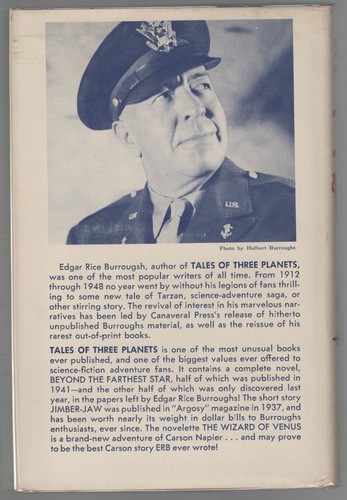 U.S.
Photo by Hulbert Burroughs
Edgar Rice Burroughsh, author of TALES OF THREE PLANETS,
was one of the most popular writers of all time. From 1912
through 1948 no year went by without his legions of fans thrill-
ing to some new tale of Tarzan, science-adventure saga, or
other stirring story. The revival of interest in his marvelous nar-
ratives has been led by Canaveral Press's release of hitherto
unpublished Burroughs material, as well as the reissue of his
rarest out-of-print books.
TALES OF THREE PLANETS is one of the most unusual books
ever published, and one of the biggest values ever offered to
science-fiction adventure fans. It contains a complete novel,
BEYOND THE FARTHEST STAR, half of which was published in
1941—and the other half of which was only discovered last
year, in the papers left by Edgar Rice Burroughs! The short story
JIMBER-JAW was published in "Argosy" magazine in 1937, and
has been worth nearly its weight in dollar bills to Burroughs
enthusiasts, ever since. The novelette THE WIZARD OF VENUS
is a brand-new adventure of Carson Napier . . . and may prove
to be the best Carson story ERB ever wrote!